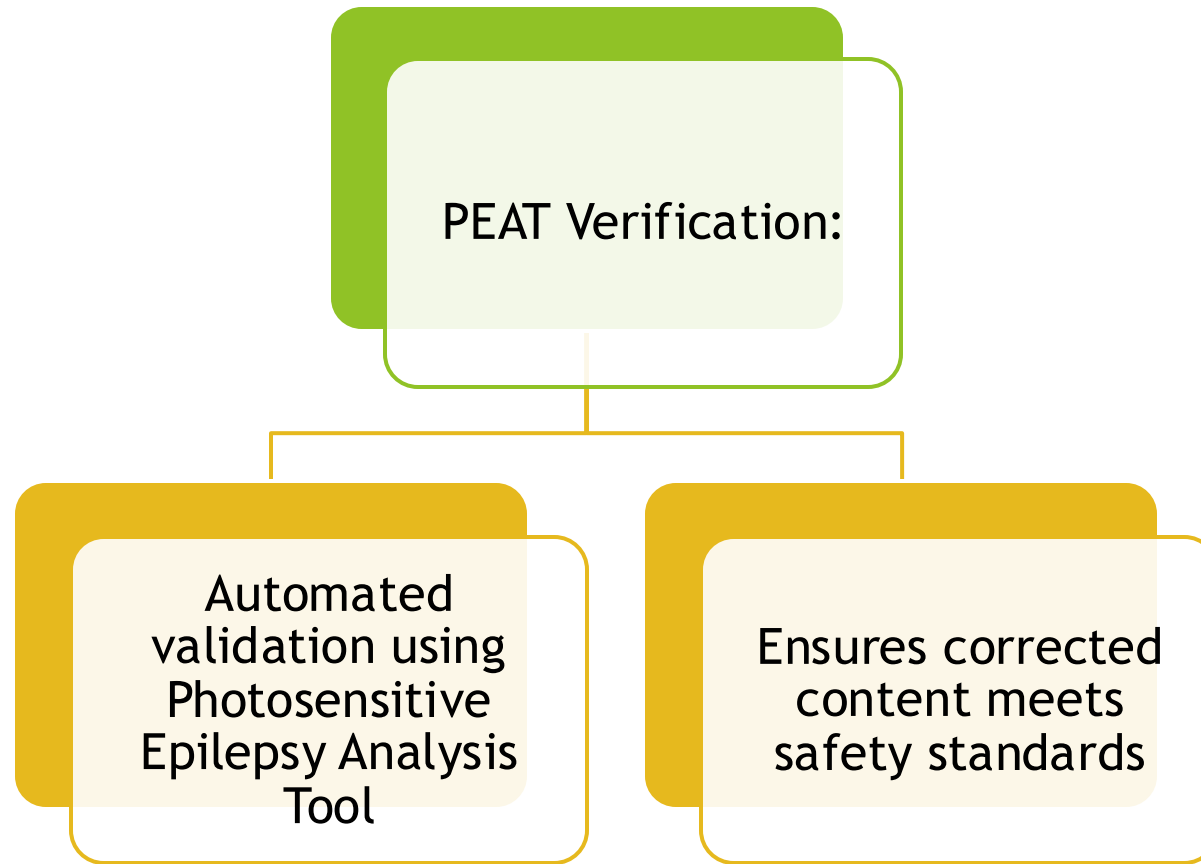 PEAT Verification:
Automated
validation using
Photosensitive
Epilepsy Analysis
Tool
Ensures corrected
content meets
safety standards